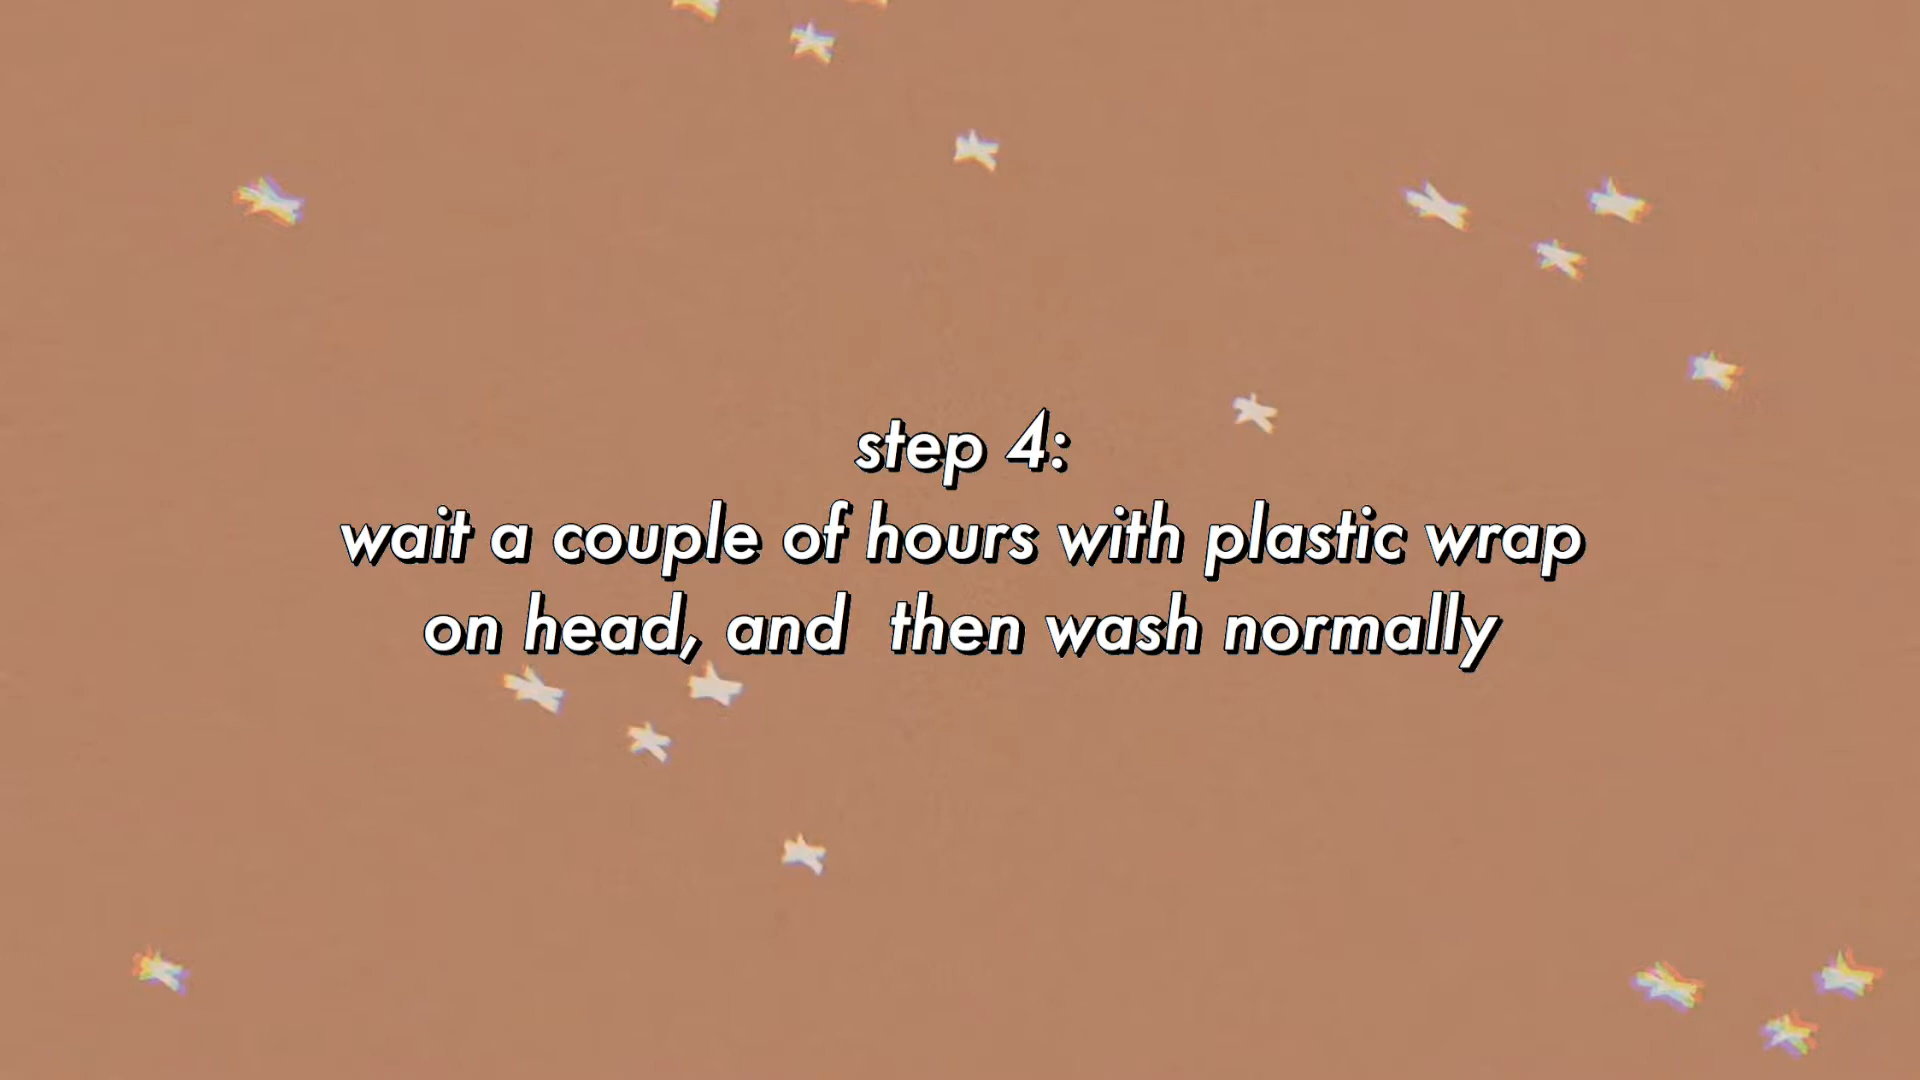 step 4:
wait a couple of hours with plastic wrap
on head, and  then wash normally